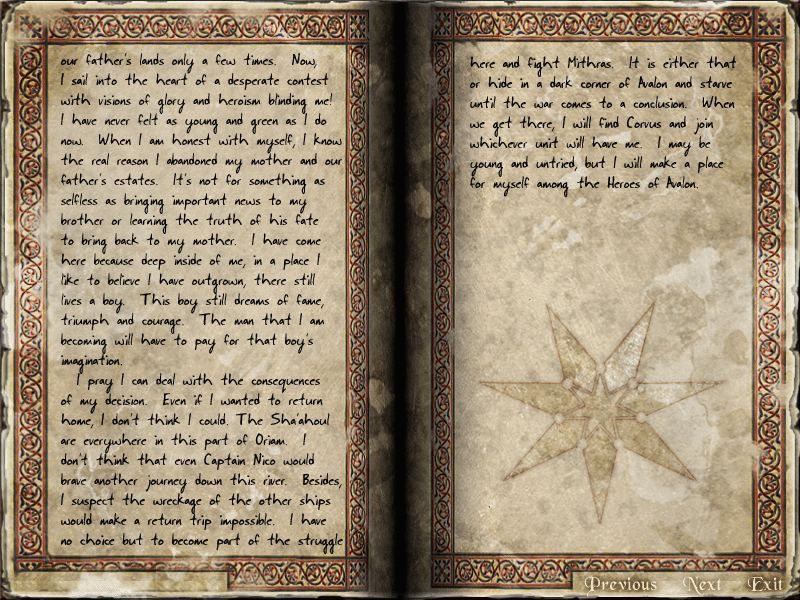 our father's lands only a few times. Now,
I sail into the heart of a desperate contest
with visions of glory and heroism blinding me!
I have never felt as young and green as I do
now. When I am honest with myself, I know
the real reason I abandoned my mother and our
father's estates. It's not for something as
selfless as bringing important news to my
brother or learning the truth of his fate
to bring back to my mother. I have come
here because deep inside of me, in a place I
like to believe I have outgrown, there still
lives a boy. This boy still dreams of fame,
triumph and courage. The man that I am
becoming will have to pay for that boy's
imagination.
I pray I can deal with the consequences
of my decision. Even if I wanted to return
home, I don't think I could. The Sha'ahoul
are everywhere in this part of Oriam. I
don't think that even Captain Nico would
brave another journey down this river. Besides,
I suspect the wreckage of the other ships
would make a return trip impossible. I have
no choice but to become part of the struggle
here and fight Mithras. It is either that
or hide in a dark corner of Avalon and starve
until the war comes to a conclusion. When
we get there, I will find Corvus and join
whichever unit will have me. I may be
young and untried, but I will make a place
for myself among the Heroes of Avalon.
Previous Next Exit